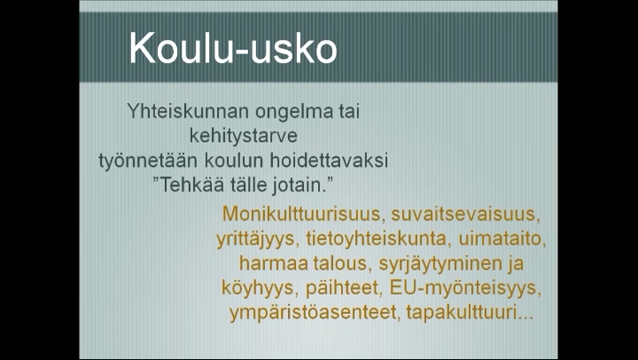 Koulu-usko
Yhteiskunnan ongelma tai
kehitystarve
työnnetään koulun hoidettavaksi
”Tehkää tälle jotain.”
Monikulttuurisuus, suvaitsevaisuus,
yrittäjyys, tietoyhteiskunta, uimataito,
harmaa talous, syrjäytyminen ja
köyhyys, päihteet, EU-myönteisyys,
ympäristöasenteet, tapakulttuuri...